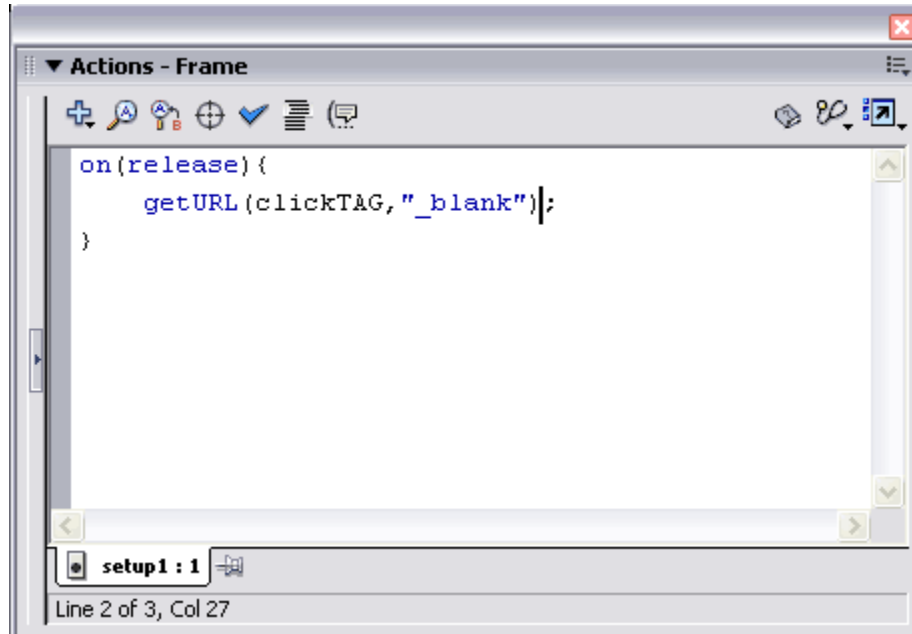 Actions - Frame
on(release){
getURL(clickTAG,"_blank");
}
setup1 : 1
Line 2 of 3, Col 27